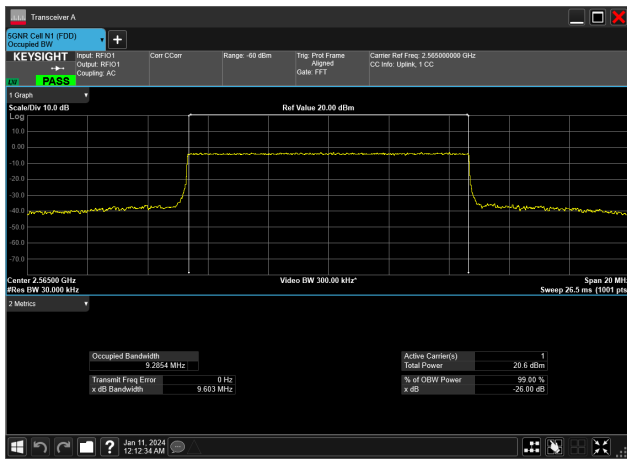 Transceiver A
5GNR Cell N1 (FDD)
Occupied BW
KEYSIGHT
Input: RFIO1
Output: RFIO1
Coupling: AC
Corr CCorr
Range: -60 dBm
Trig: Prot Frame
Aligned
Gate: FFT
Carrier Ref Freq: 2.565000000 GHz
CC Info: Uplink, 1 CC
PASS
1 Graph
Scale/Div 10.0 dB
Ref Value 20.00 dBm
Log
10.0
0.00
-10.0
-20.0
-30.0
-40.0
-50.0
-60.0
-70.0
Center 2.56500 GHz
Video BW 300.00 kHz*
Span 20 MHz
#Res BW 30.000 kHz
Sweep 26.5 ms (1001 pts
2 Metrics
Occupied Bandwidth
9.2854 MHz
Transmit Freq Error 0 Hz
x dB Bandwidth 9.603 MHz
Active Carrier(s) 1
Total Power 20.6 dBm
% of OBW Power 99.00 %
x dB -26.00 dB
Jan 11, 2024
12:12:34 AM